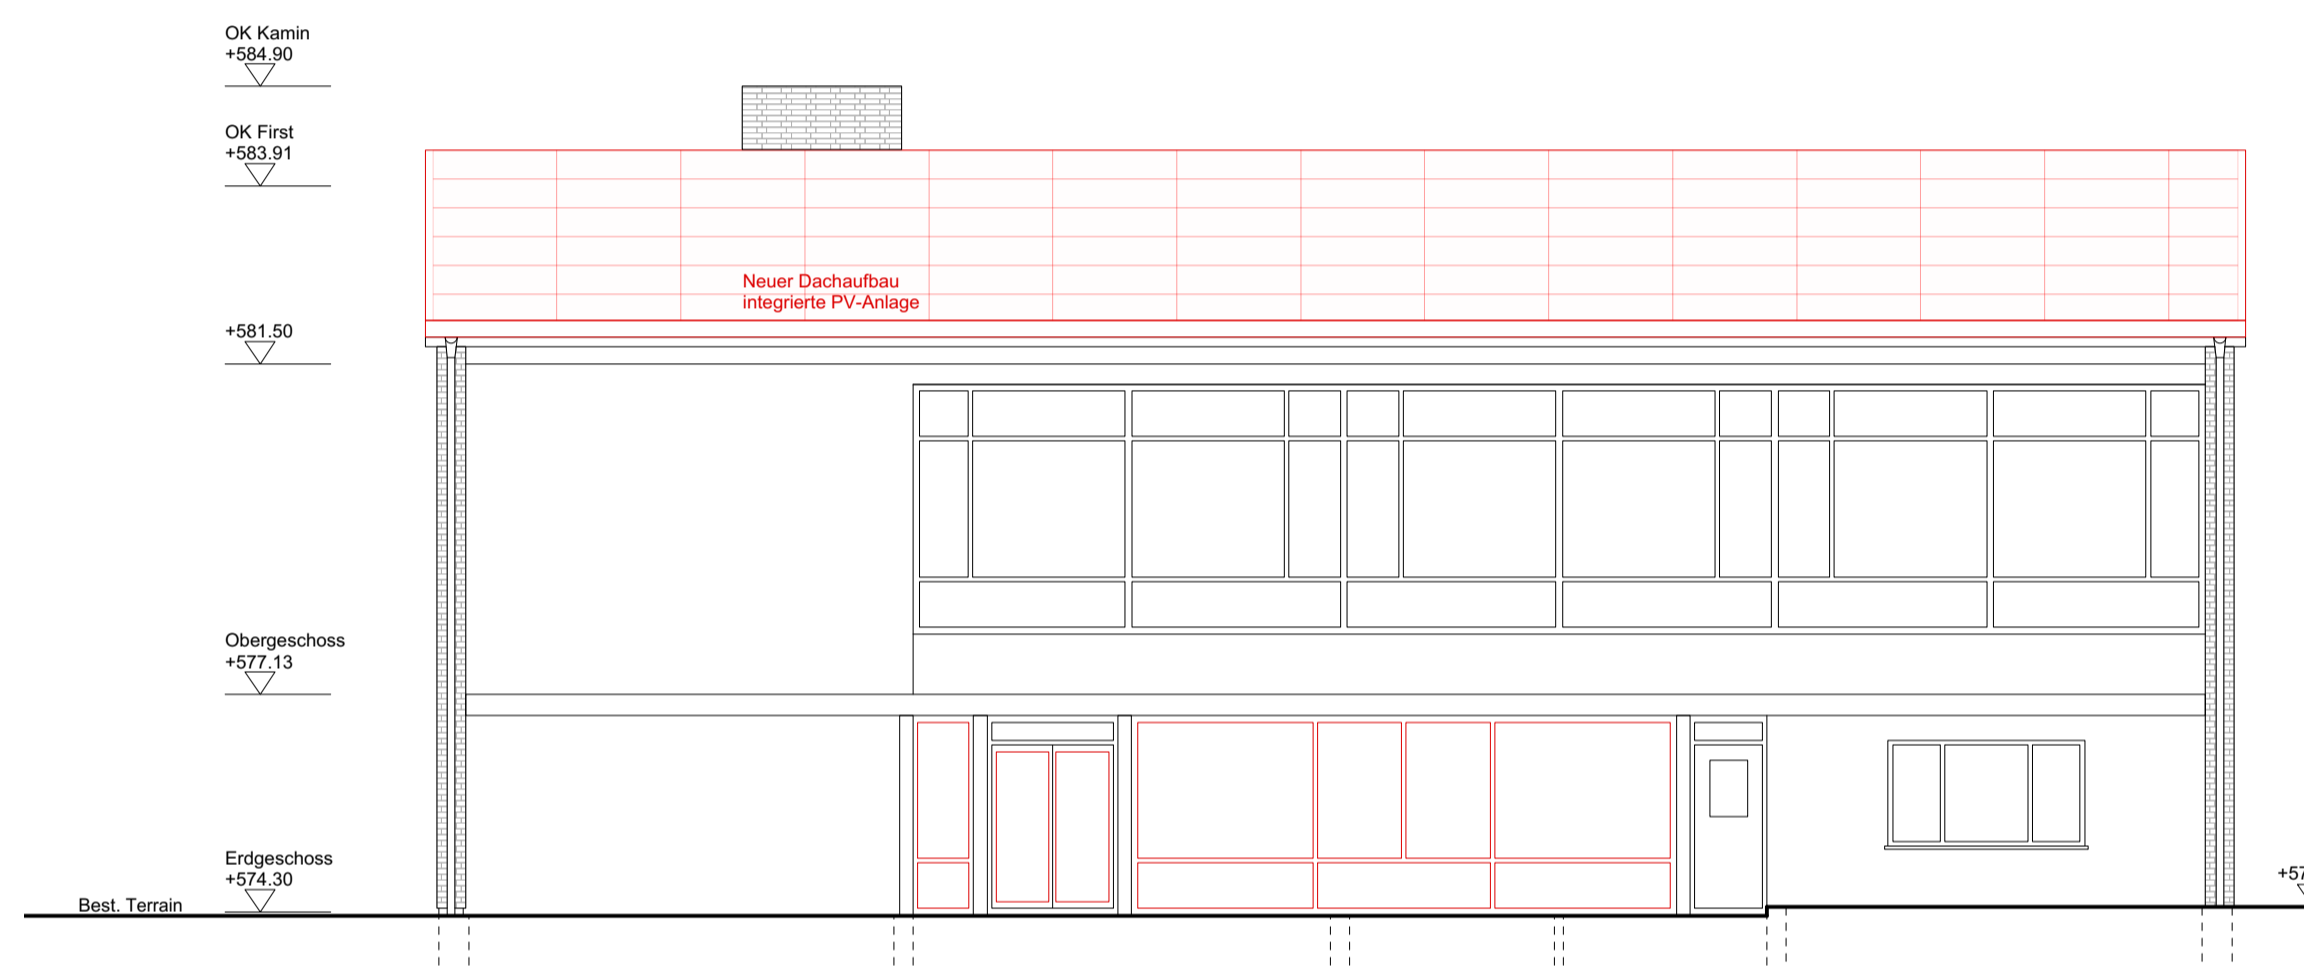 OK Kamin
+584.90
OK First
+583.91
Neuer Dachaufbau
integrierte PV-Anlage
+581.50
Obergeschoss
+577.13
Erdgeschoss
+574.30
Best. Terrain
+57